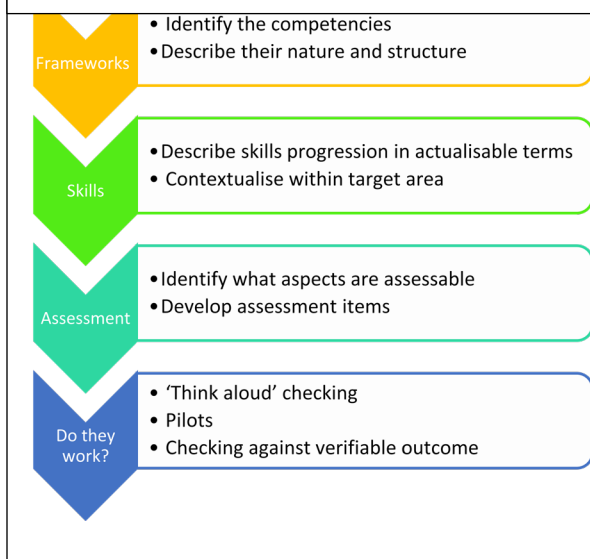 Frameworks
• Identify the competencies
•Describe their nature and structure
Skills
•Describe skills progression in actualisable terms
• Contextualise within target area
Assessment
•Identify what aspects are assessable
•Develop assessment items
Do they
work?
• ‘Think aloud’ checking
• Pilots
• Checking against verifiable outcome